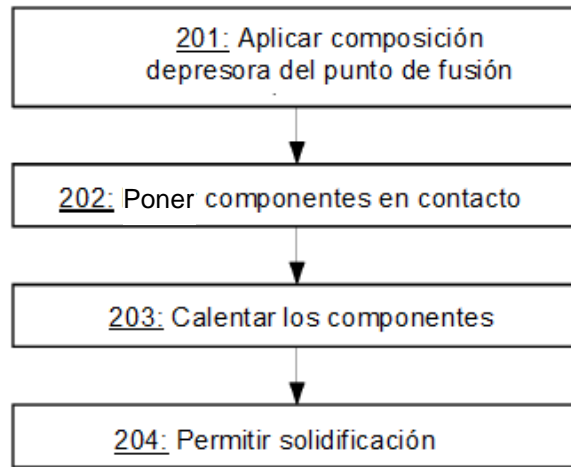 201: Aplicar composición
depresora del punto de fusión
202: Poner componentes en contacto
203: Calentar los componentes
204: Permitir solidificación